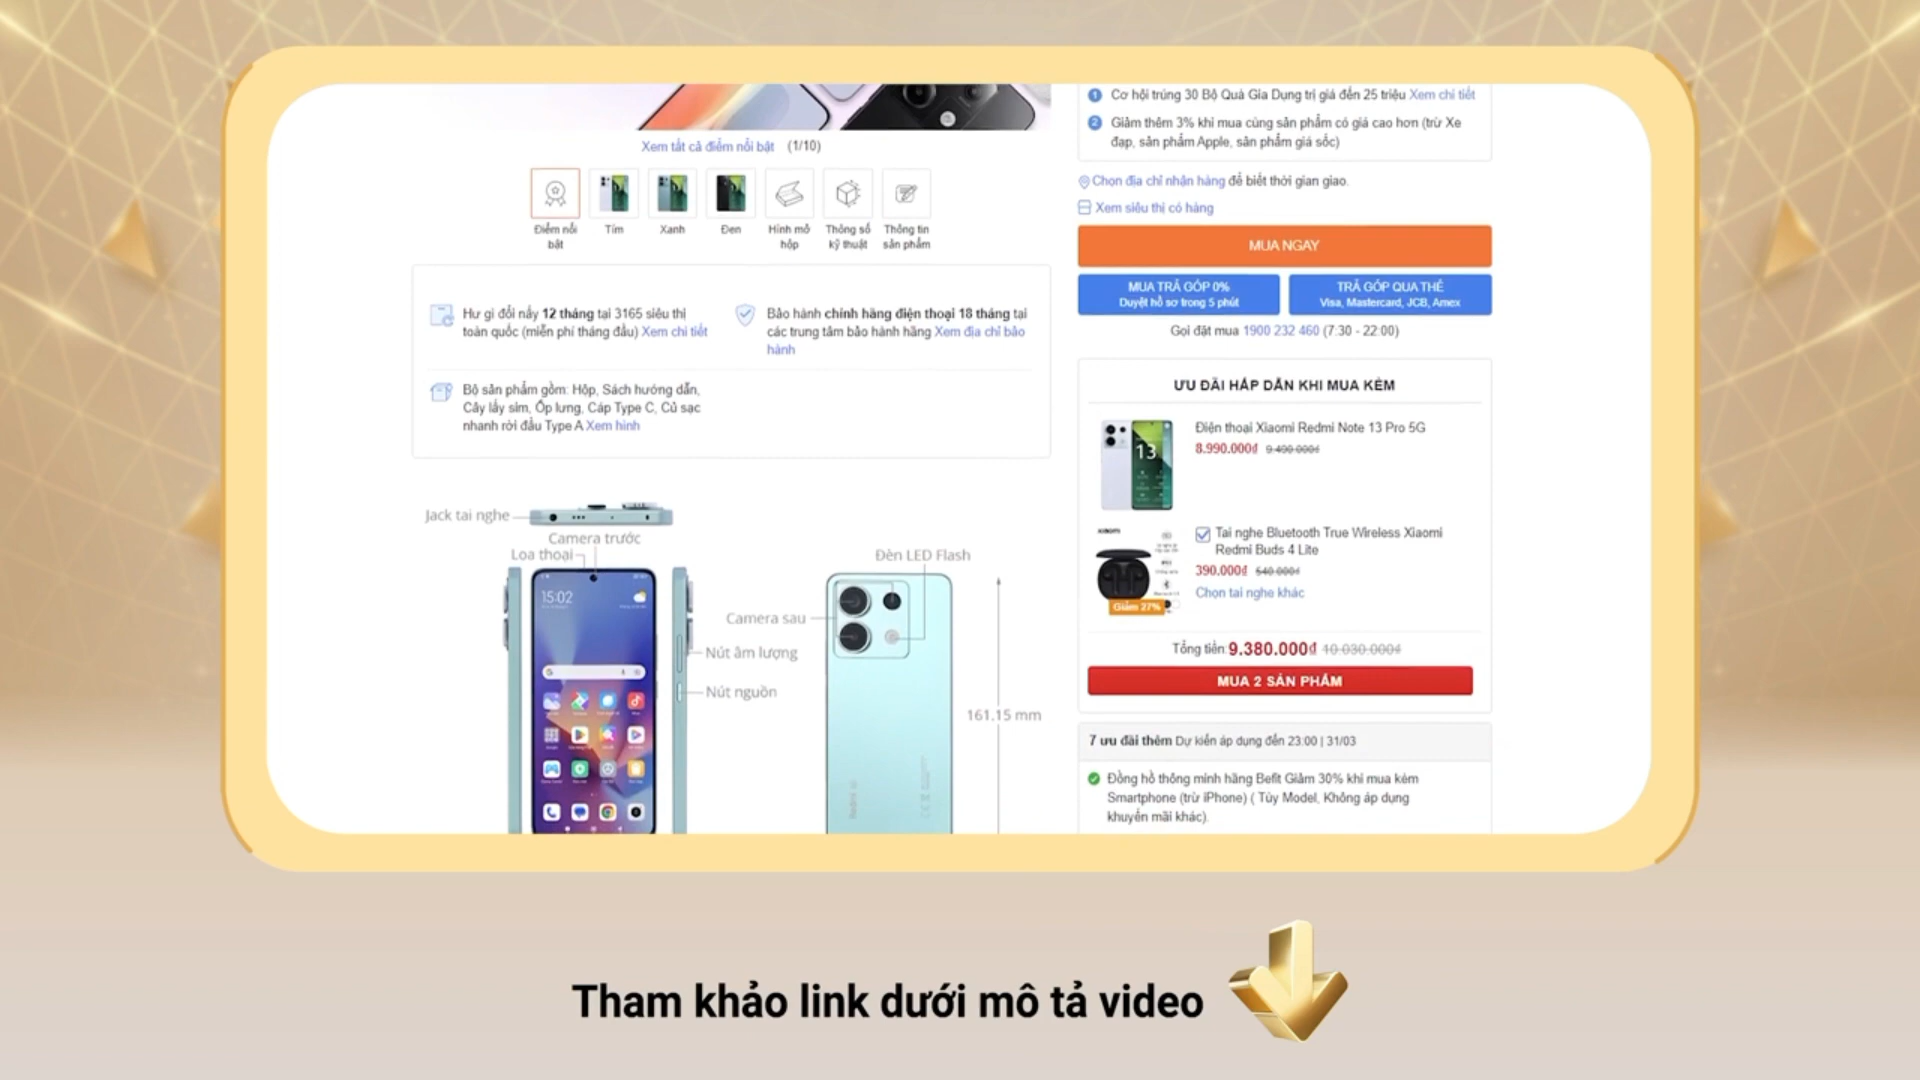 Xem tất cả điểm nổi bật (1/10)
Điểm nổi bật
Tím
Xanh
Đen
Hình mở hộp
Thông số kỹ thuật
Thông tin sản phẩm
Hư gì đổi nấy 12 tháng tại 3165 siêu thị
toàn quốc (miễn phí tháng đầu) Xem chi tiết
Bảo hành chính hãng điện thoại 18 tháng tại
các trung tâm bảo hành hãng Xem địa chỉ bảo
hành
Bộ sản phẩm gồm: Hộp, Sách hướng dẫn,
Cây lấy sim, Ốp lưng, Cáp Type C, Củ sạc
nhanh rời đầu Type A Xem hình
Jack tai nghe
Camera trước
Loa thoại
15:02
Nút âm lượng
Nút nguồn
Đèn LED Flash
Camera sau
161.15 mm
1 Cơ hội trúng 30 Bộ Quà Gia Dụng trị giá đến 25 triệu Xem chi tiết
2 Giảm thêm 3% khi mua cùng sản phẩm có giá cao hơn (trừ Xe
đạp, sản phẩm Apple, sản phẩm giá sốc)
Chọn địa chỉ nhận hàng để biết thời gian giao.
Xem siêu thị có hàng
MUA NGAY
MUA TRẢ GÓP 0%
Duyệt hồ sơ trong 5 phút
TRẢ GÓP QUA THẺ
Visa, Mastercard, JCB, Amex
Gọi đặt mua 1900 232 460 (7:30 - 22:00)
ƯU ĐÃI HẤP DẪN KHI MUA KÈM
13
Điện thoại Xiaomi Redmi Note 13 Pro 5G
8.990.000₫ 9.490.000₫
XIAOMI
Giảm 27%
Tai nghe Bluetooth True Wireless Xiaomi
Redmi Buds 4 Lite
390.000₫ 540.000₫
Chọn tai nghe khác
Tổng tiền: 9.380.000₫ 10.030.000₫
MUA 2 SẢN PHẨM
7 ưu đãi thêm Dự kiến áp dụng đến 23:00 | 31/03
Đồng hồ thông minh hãng Befit Giảm 30% khi mua kèm
Smartphone (trừ iPhone) ( Tùy Model, Không áp dụng
khuyến mãi khác).
Tham khảo link dưới mô tả video